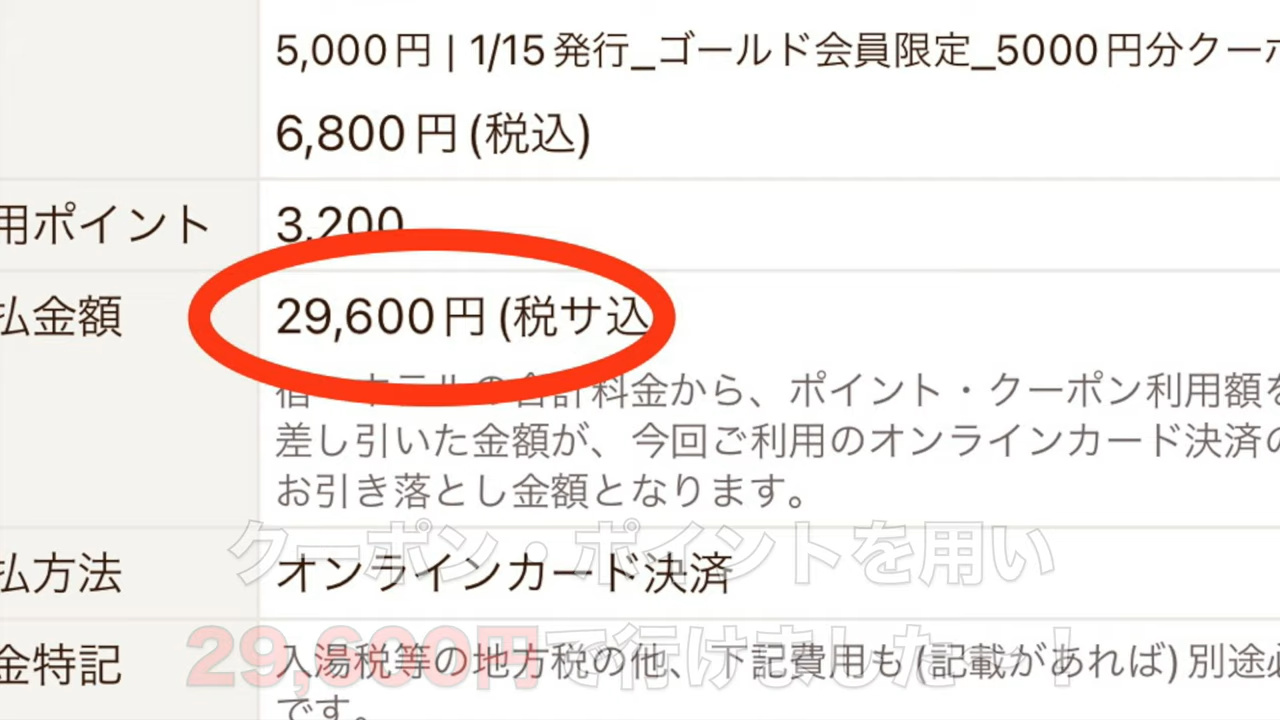 5,000円 | 1/15発行_ゴールド会員限定_5000円分クーポ
6,800円 (税込)
用ポイント
3,200
払金額
29,600円 (税サ込
宿・ホテルの合計料金から、ポイント・クーポン利用額を
差し引いた金額が、今回ご利用のオンラインカード決済の
お引き落とし金額となります。
クーポン・ポイントを用い
払方法
オンラインカード決済
29,600円で行けました
金特記
入湯税等の地方税の他、下記費用も (記載があれば) 別途必
です。